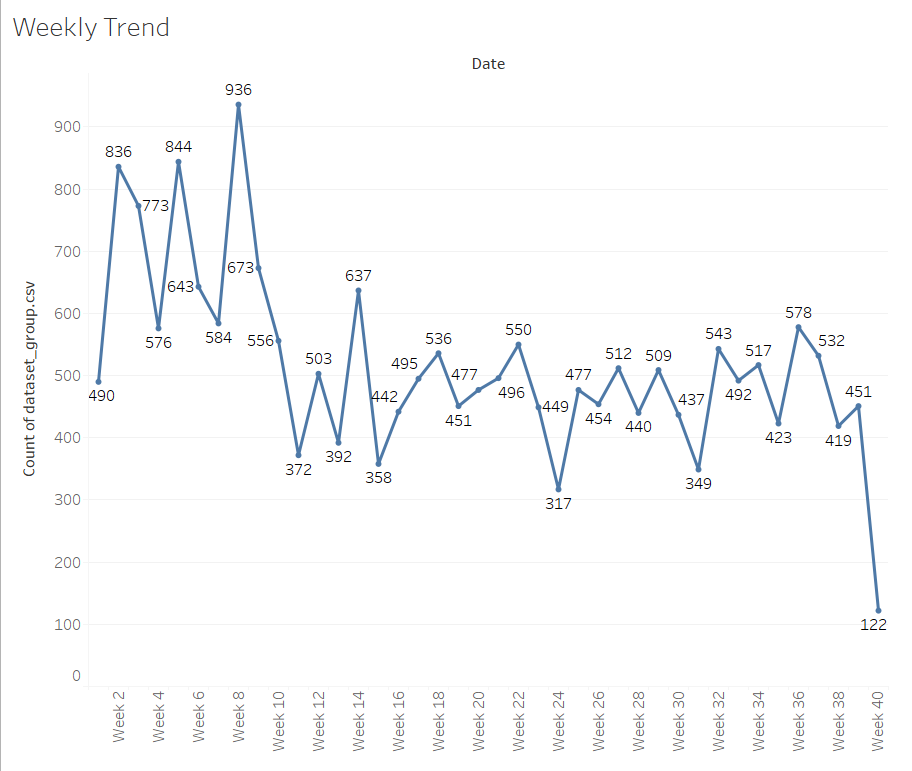 Weekly Trend
Date
Count of dataset_group.csv
900
800
700
600
500
400
300
200
100
0
490
836
773
576
844
643
584
936
673
556
372
503
392
637
358
442
495
536
451
477
496
550
449
317
477
454
512
440
509
437
349
543
492
517
423
578
532
419
451
122
Week 2
Week 4
Week 6
Week 8
Week 10
Week 12
Week 14
Week 16
Week 18
Week 20
Week 22
Week 24
Week 26
Week 28
Week 30
Week 32
Week 34
Week 36
Week 38
Week 40